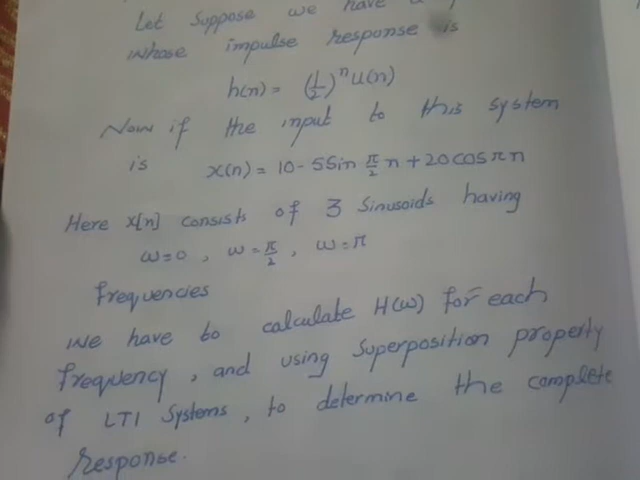 Let suppose we have a
whose impulse response is
h(n) = (1/2)^n u(n)
Now if the input to this system
is x(n) = 10 - 5 Sin π/2 n + 20 cos π n
Here x[n] consists of 3 Sinusoids having
ω=0 , ω=π/2 , ω=π
frequencies
we have to calculate H(ω) for each
frequency , and using superposition property
of LTI Systems , to determine the complete
response.